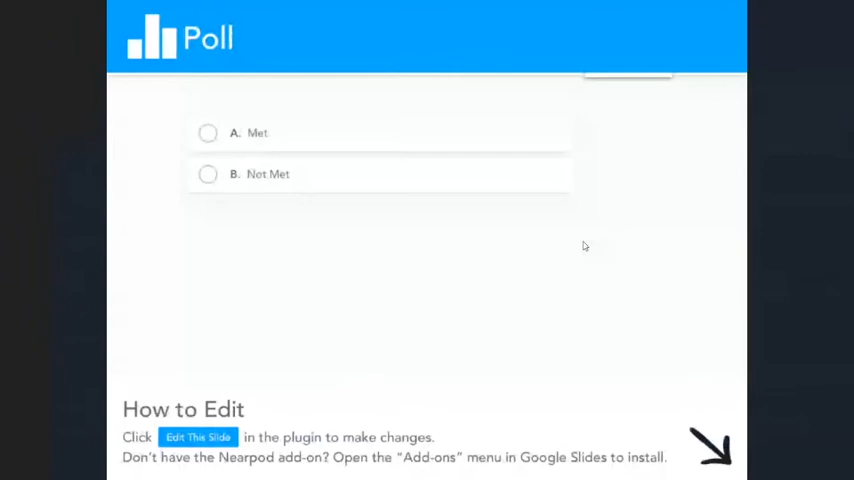 Poll
A. Met
B. Not Met
How to Edit
Click Edit This Slide in the plugin to make changes.
Don't have the Nearpod add-on? Open the “Add-ons” menu in Google Slides to install.